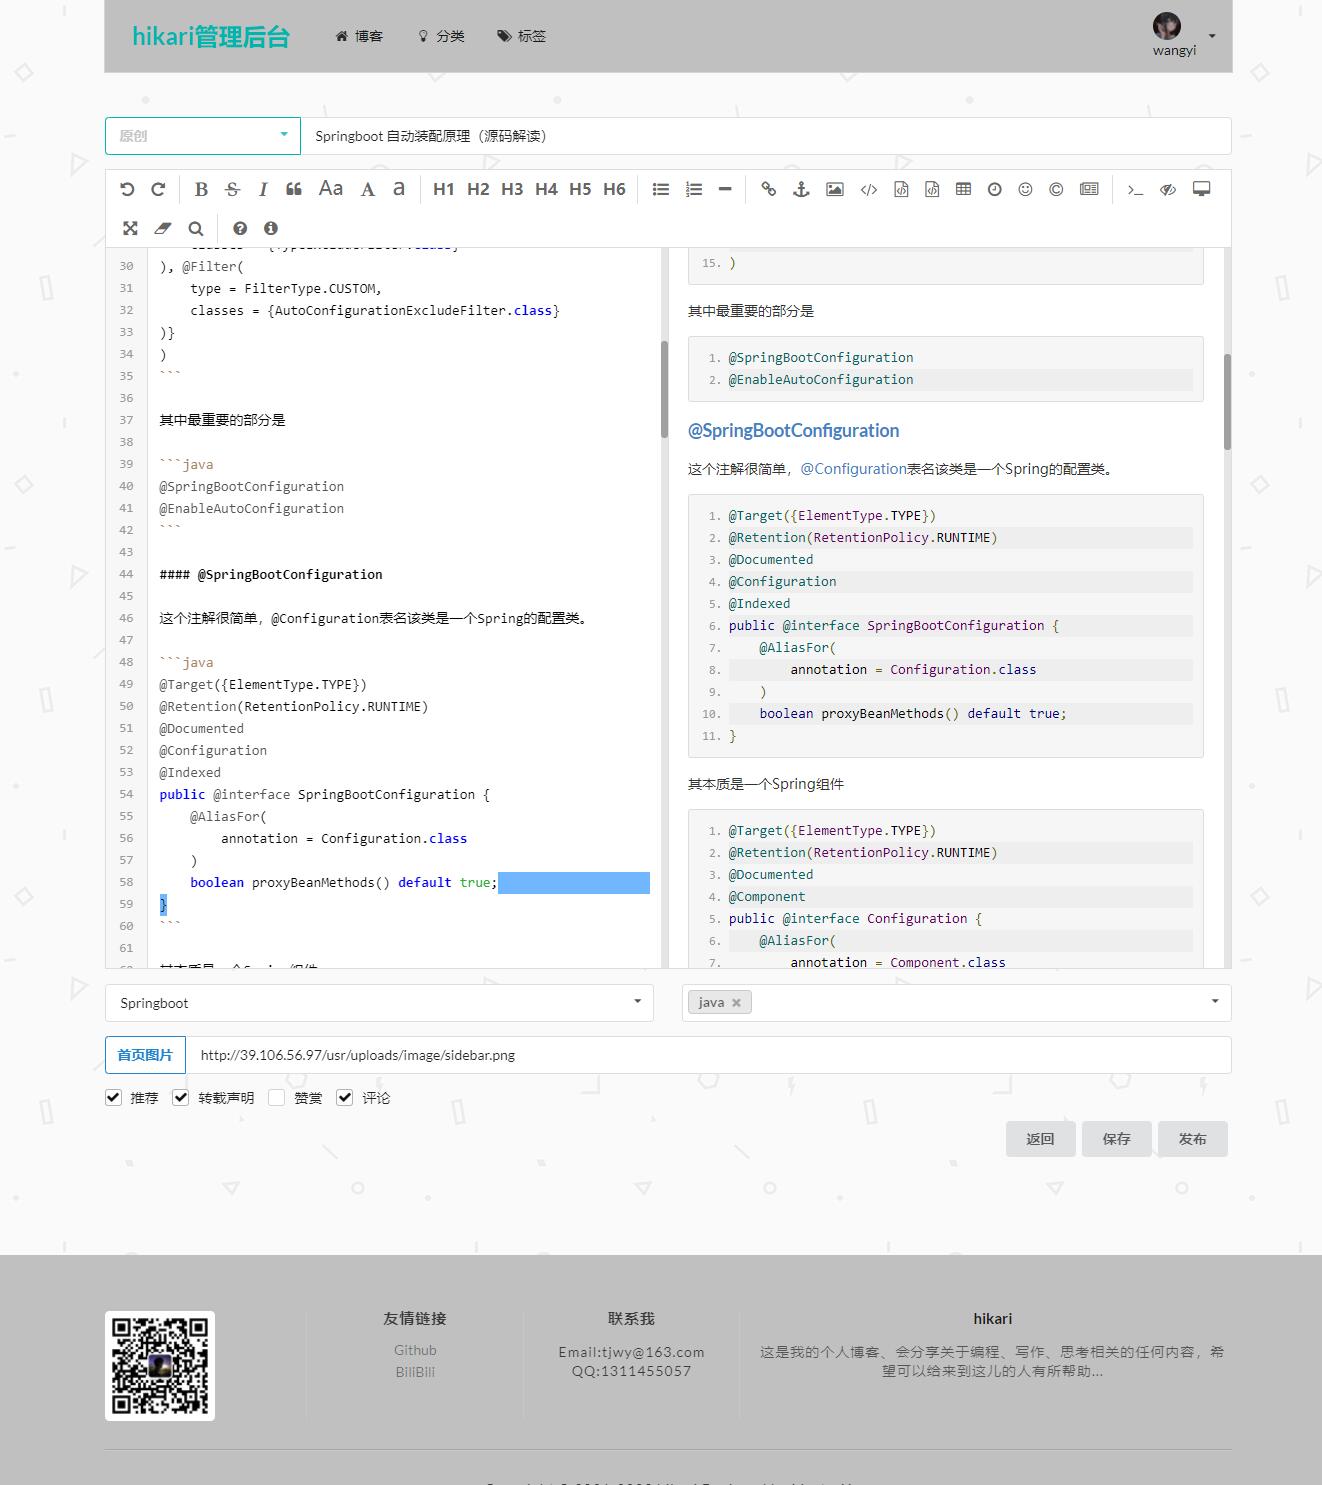 hikari管理后台
博客
分类
标签
wangyi
原创
Springboot 自动装配原理（源码解读）
B S I Aa A a H1 H2 H3 H4 H5 H6
30 ), @Filter(
31 type = FilterType.CUSTOM,
32 classes = {AutoConfigurationExcludeFilter.class}
33 )}
34 )
35 ```
36
37 其中最重要的部分是
38
39 ```java
40 @SpringBootConfiguration
41 @EnableAutoConfiguration
42 ```
43
44 #### @SpringBootConfiguration
45
46 这个注解很简单，@Configuration表名该类是一个Spring的配置类。
47
48 ```java
49 @Target({ElementType.TYPE})
50 @Retention(RetentionPolicy.RUNTIME)
51 @Documented
52 @Configuration
53 @Indexed
54 public @interface SpringBootConfiguration {
55 @AliasFor(
56 annotation = Configuration.class
57 )
58 boolean proxyBeanMethods() default true;
59 }
60 ```
61
15. )
其中最重要的部分是
1. @SpringBootConfiguration
2. @EnableAutoConfiguration
@SpringBootConfiguration
这个注解很简单，@Configuration表名该类是一个Spring的配置类。
1. @Target({ElementType.TYPE})
2. @Retention(RetentionPolicy.RUNTIME)
3. @Documented
4. @Configuration
5. @Indexed
6. public @interface SpringBootConfiguration {
7. @AliasFor(
8. annotation = Configuration.class
9. )
10. boolean proxyBeanMethods() default true;
11. }
其本质是一个Spring组件
1. @Target({ElementType.TYPE})
2. @Retention(RetentionPolicy.RUNTIME)
3. @Documented
4. @Component
5. public @interface Configuration {
6. @AliasFor(
7. annotation = Component.class
Springboot
java
首页图片
http://39.106.56.97/usr/uploads/image/sidebar.png
推荐
转载声明
赞赏
评论
返回
保存
发布
友情链接
Github
BiliBili
联系我
Email:tjwy@163.com
QQ:1311455057
hikari
这是我的个人博客、会分享关于编程、写作、思考相关的任何内容，希
望可以给来到这儿的人有所帮助...